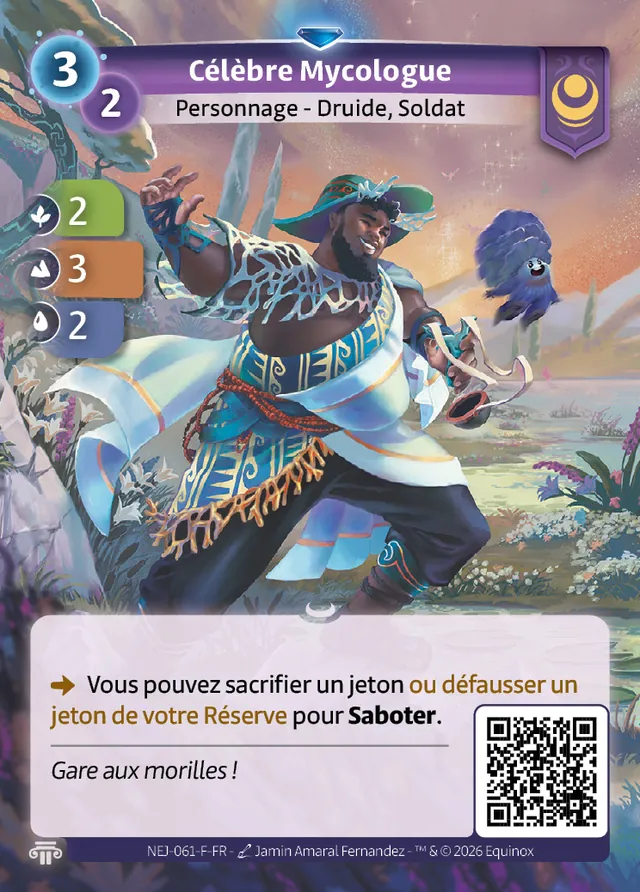 3
Célèbre Mycologue
2
Personnage - Druide, Soldat
2
3
2
Vous pouvez sacrifier un jeton ou défausser un
jeton de votre Réserve pour Saboter.
Gare aux morilles !
NEJ-061-F-FR - Jamin Amaral Fernandez - ™ & © 2026 Equinox